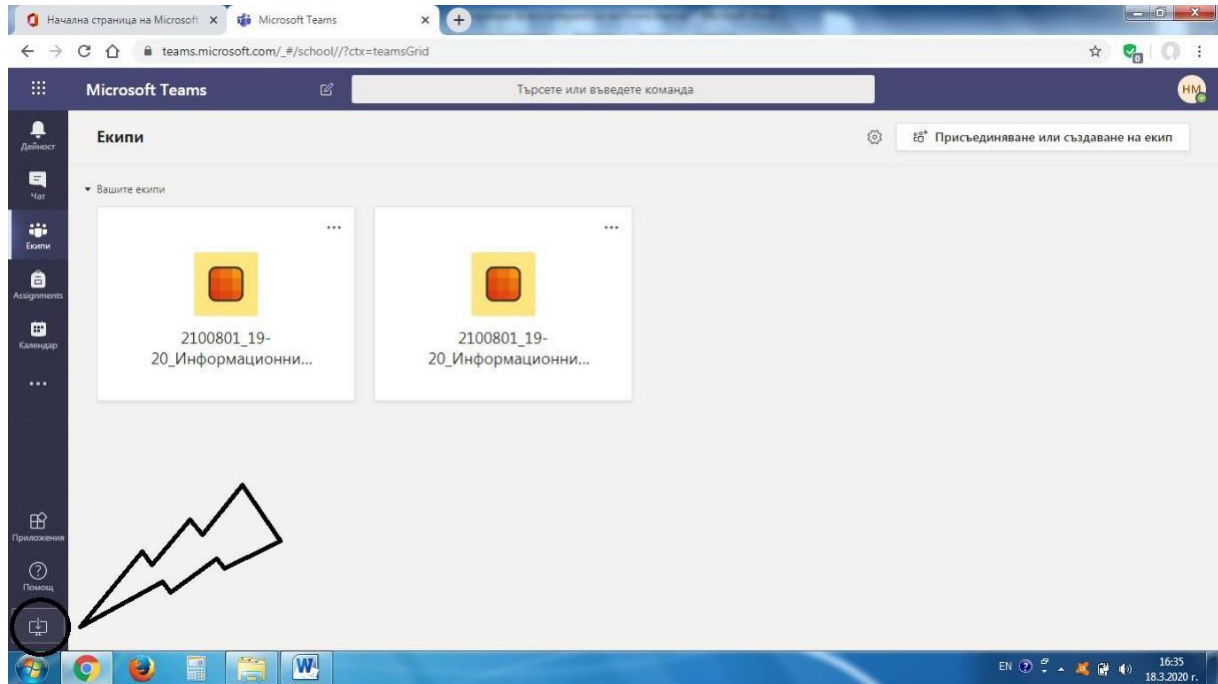 Начална страница на Microsoft
Microsoft Teams
teams.microsoft.com/_#/school//?ctx=teamsGrid
0
Microsoft Teams
Търсете или въведете команда
НМ
Дейност
Чат
Екипи
Assignments
Календар
Приложения
Помощ
Екипи
Присъединяване или създаване на екип
Вашите екипи
2100801_19-
20_Информационни...
2100801_19-
20_Информационни...
EN
16:35
18.3.2020 г.